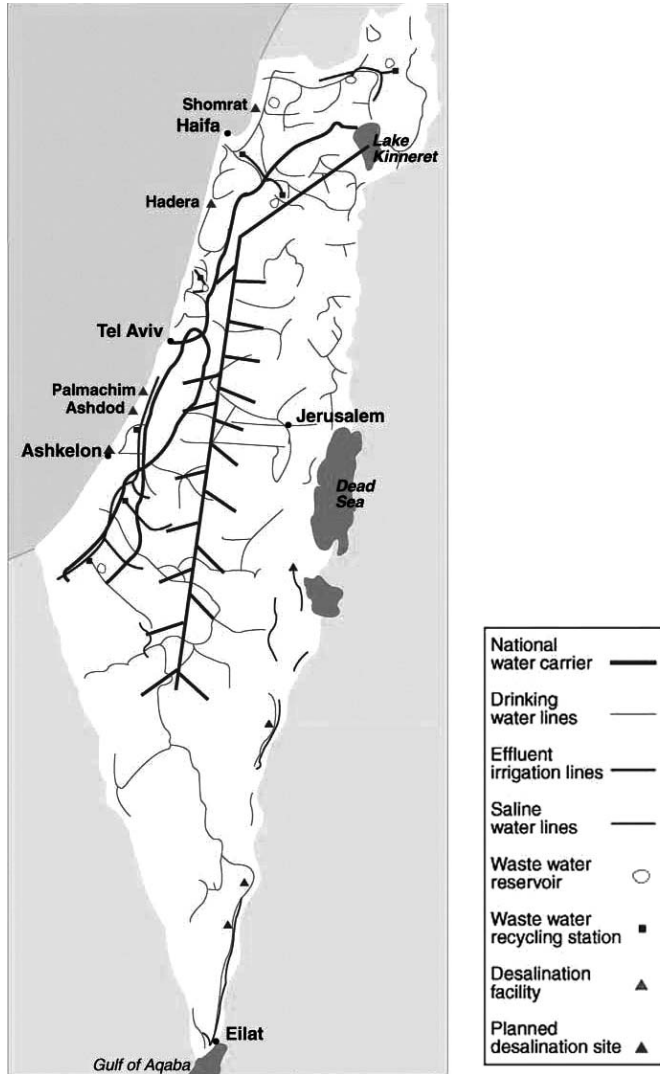 Shomrat
Haifa
Lake
Kinneret
Hadera
Tel Aviv
Palmachim
Ashdod
Jerusalem
Ashkelon
Dead
Sea
Eilat
Gulf of Aqaba
National
water carrier
Drinking
water lines
Effluent
irrigation lines
Saline
water lines
Waste water
reservoir
Waste water
recycling station
Desalination
facility
Planned
desalination site